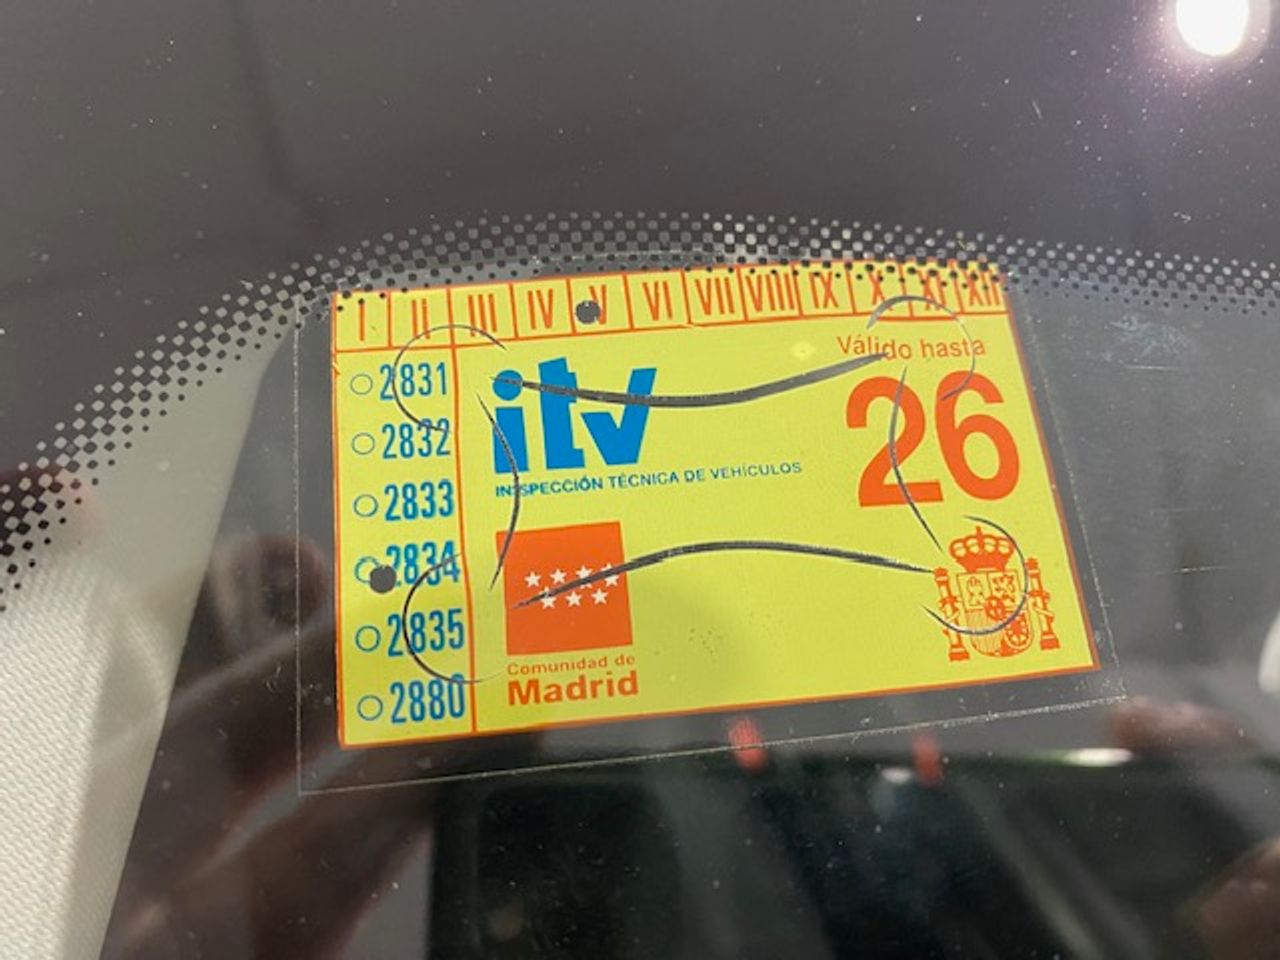 I II III IV V VI VII VIII IX X XI XII
2831
2832
2833
2834
2835
2880
itv
INSPECCIÓN TÉCNICA DE VEHÍCULOS
Válido hasta
26
Comunidad de
Madrid